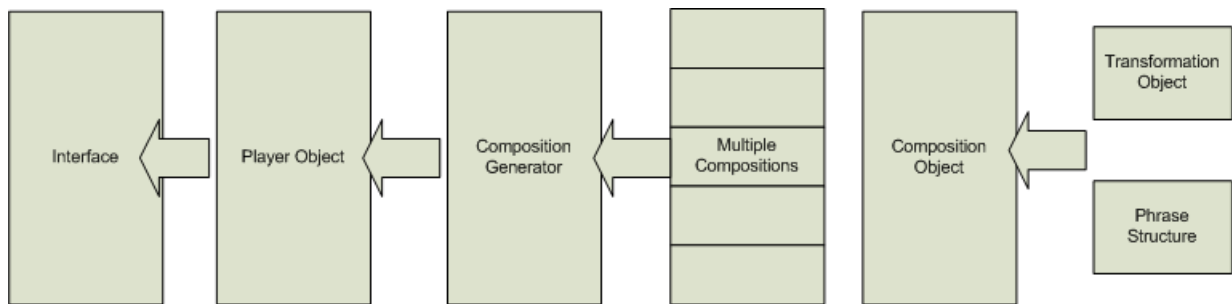 Interface
Player Object
Composition
Generator
Multiple
Compositions
Composition
Object
Transformation
Object
Phrase
Structure